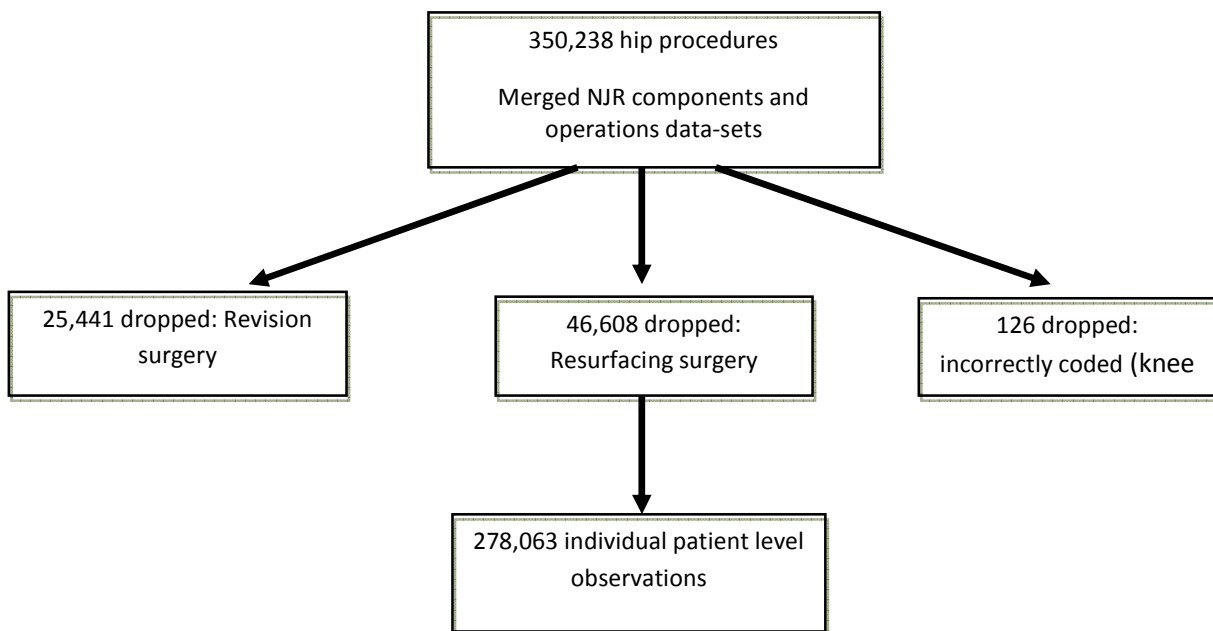 350,238 hip procedures
Merged NJR components and
operations data-sets
25,441 dropped: Revision
surgery
46,608 dropped:
Resurfacing surgery
126 dropped:
incorrectly coded (knee
278,063 individual patient level
observations